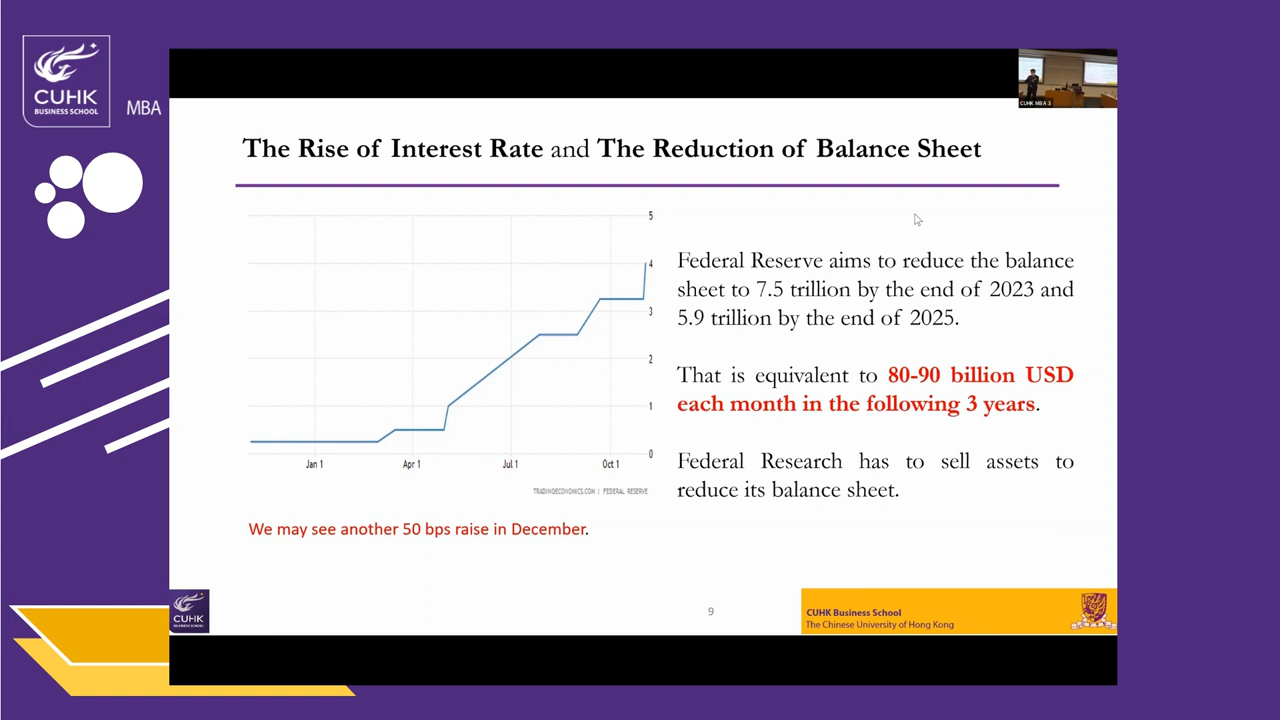 CUHK
BUSINESS SCHOOL
MBA
CUHK MBA 3
The Rise of Interest Rate and The Reduction of Balance Sheet
5
4
3
2
1
0
Jan 1
Apr 1
Jul 1
Oct 1
TRADINGECONOMICS.COM | FEDERAL RESERVE
We may see another 50 bps raise in December.
Federal Reserve aims to reduce the balance
sheet to 7.5 trillion by the end of 2023 and
5.9 trillion by the end of 2025.
That is equivalent to 80-90 billion USD
each month in the following 3 years.
Federal Research has to sell assets to
reduce its balance sheet.
CUHK
BUSINESS SCHOOL
9
CUHK Business School
The Chinese University of Hong Kong